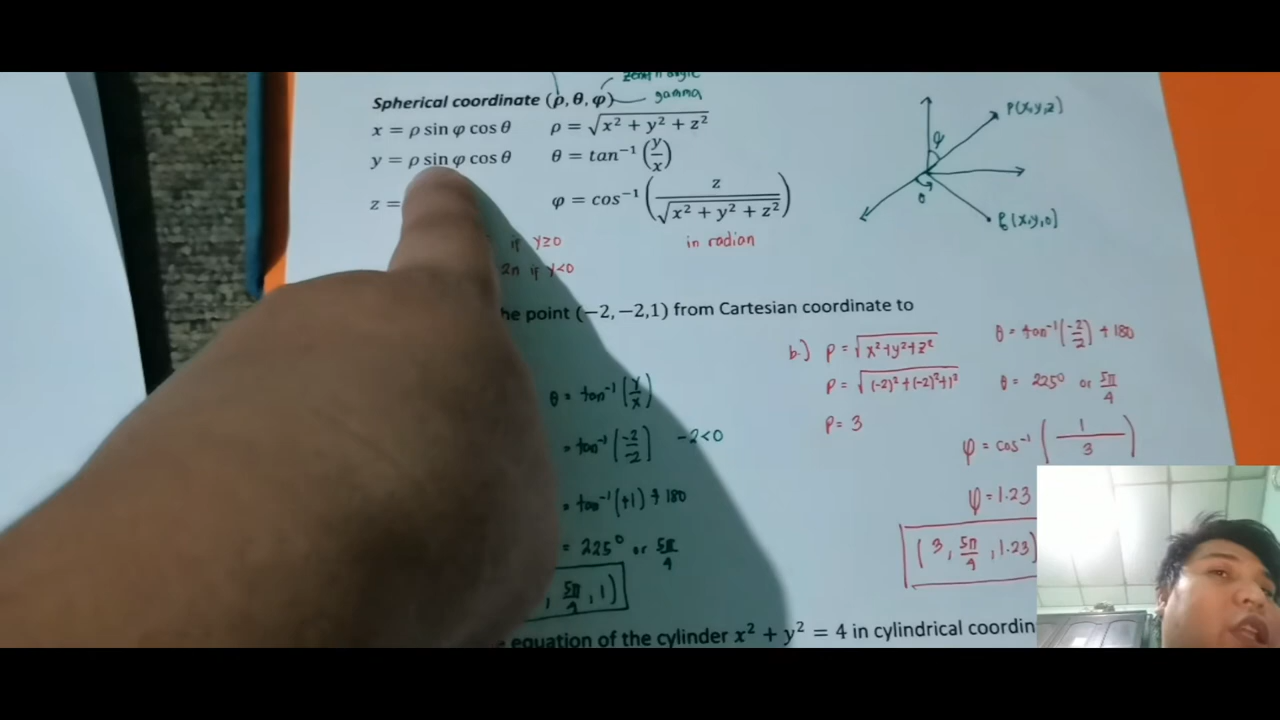 Spherical coordinate (ρ, θ, φ)
gamma
x = ρ sin φ cos θ
ρ = √x² + y² + z²
y = ρ sin φ cos θ
θ = tan⁻¹ (y/x)
z =
φ = cos⁻¹ (z/√x² + y² + z²)
φ
P(x,y,z)
θ
(x,y,0)
if y≥0
in radian
if y<0
he point (−2, −2,1) from Cartesian coordinate to
b.) ρ = √x²+y²+z²
ρ = √(-2)²+(-2)²+1²
ρ = 3
θ = tan⁻¹(-2/2) + 180
θ = 225° or 5π/4
φ = cos⁻¹ (1/3)
φ = 1.23
(3, 5π/4, 1.23)
θ = tan⁻¹ (y/x)
= tan⁻¹ (-2/2) -2<0
= tan⁻¹ (+1) + 180
= 225° or 5π/4
, 5π/4, 1)
equation of the cylinder x² + y² = 4 in cylindrical coordin